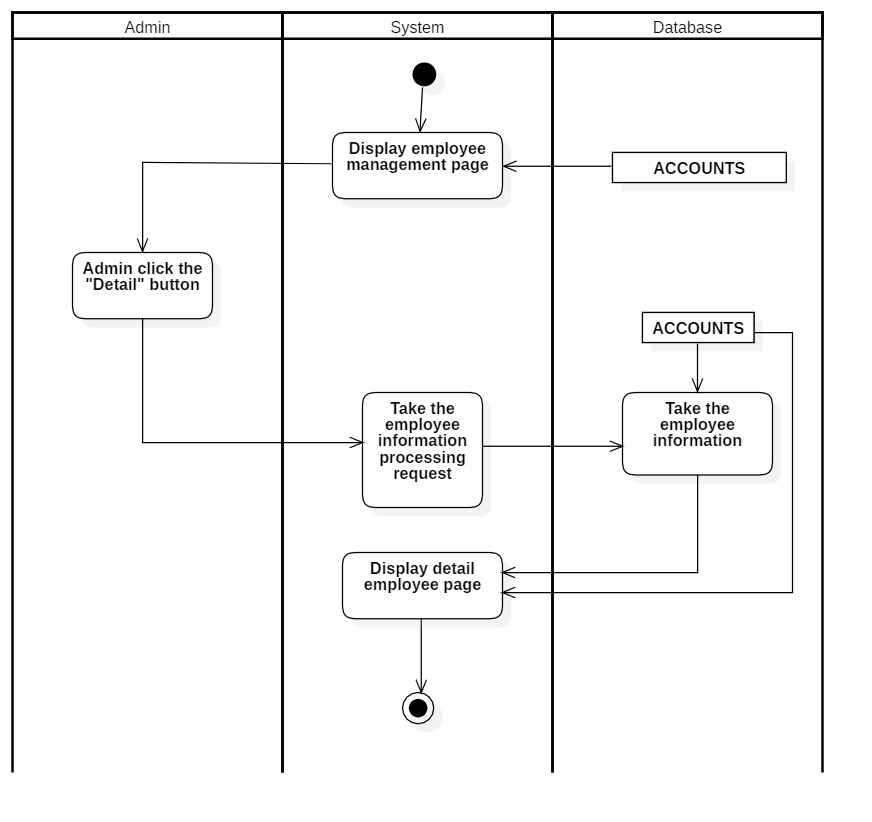 Admin
System
Database
Display employee
management page
ACCOUNTS
Admin click the
"Detail" button
ACCOUNTS
Take the
employee
information
processing
request
Take the
employee
information
Display detail
employee page